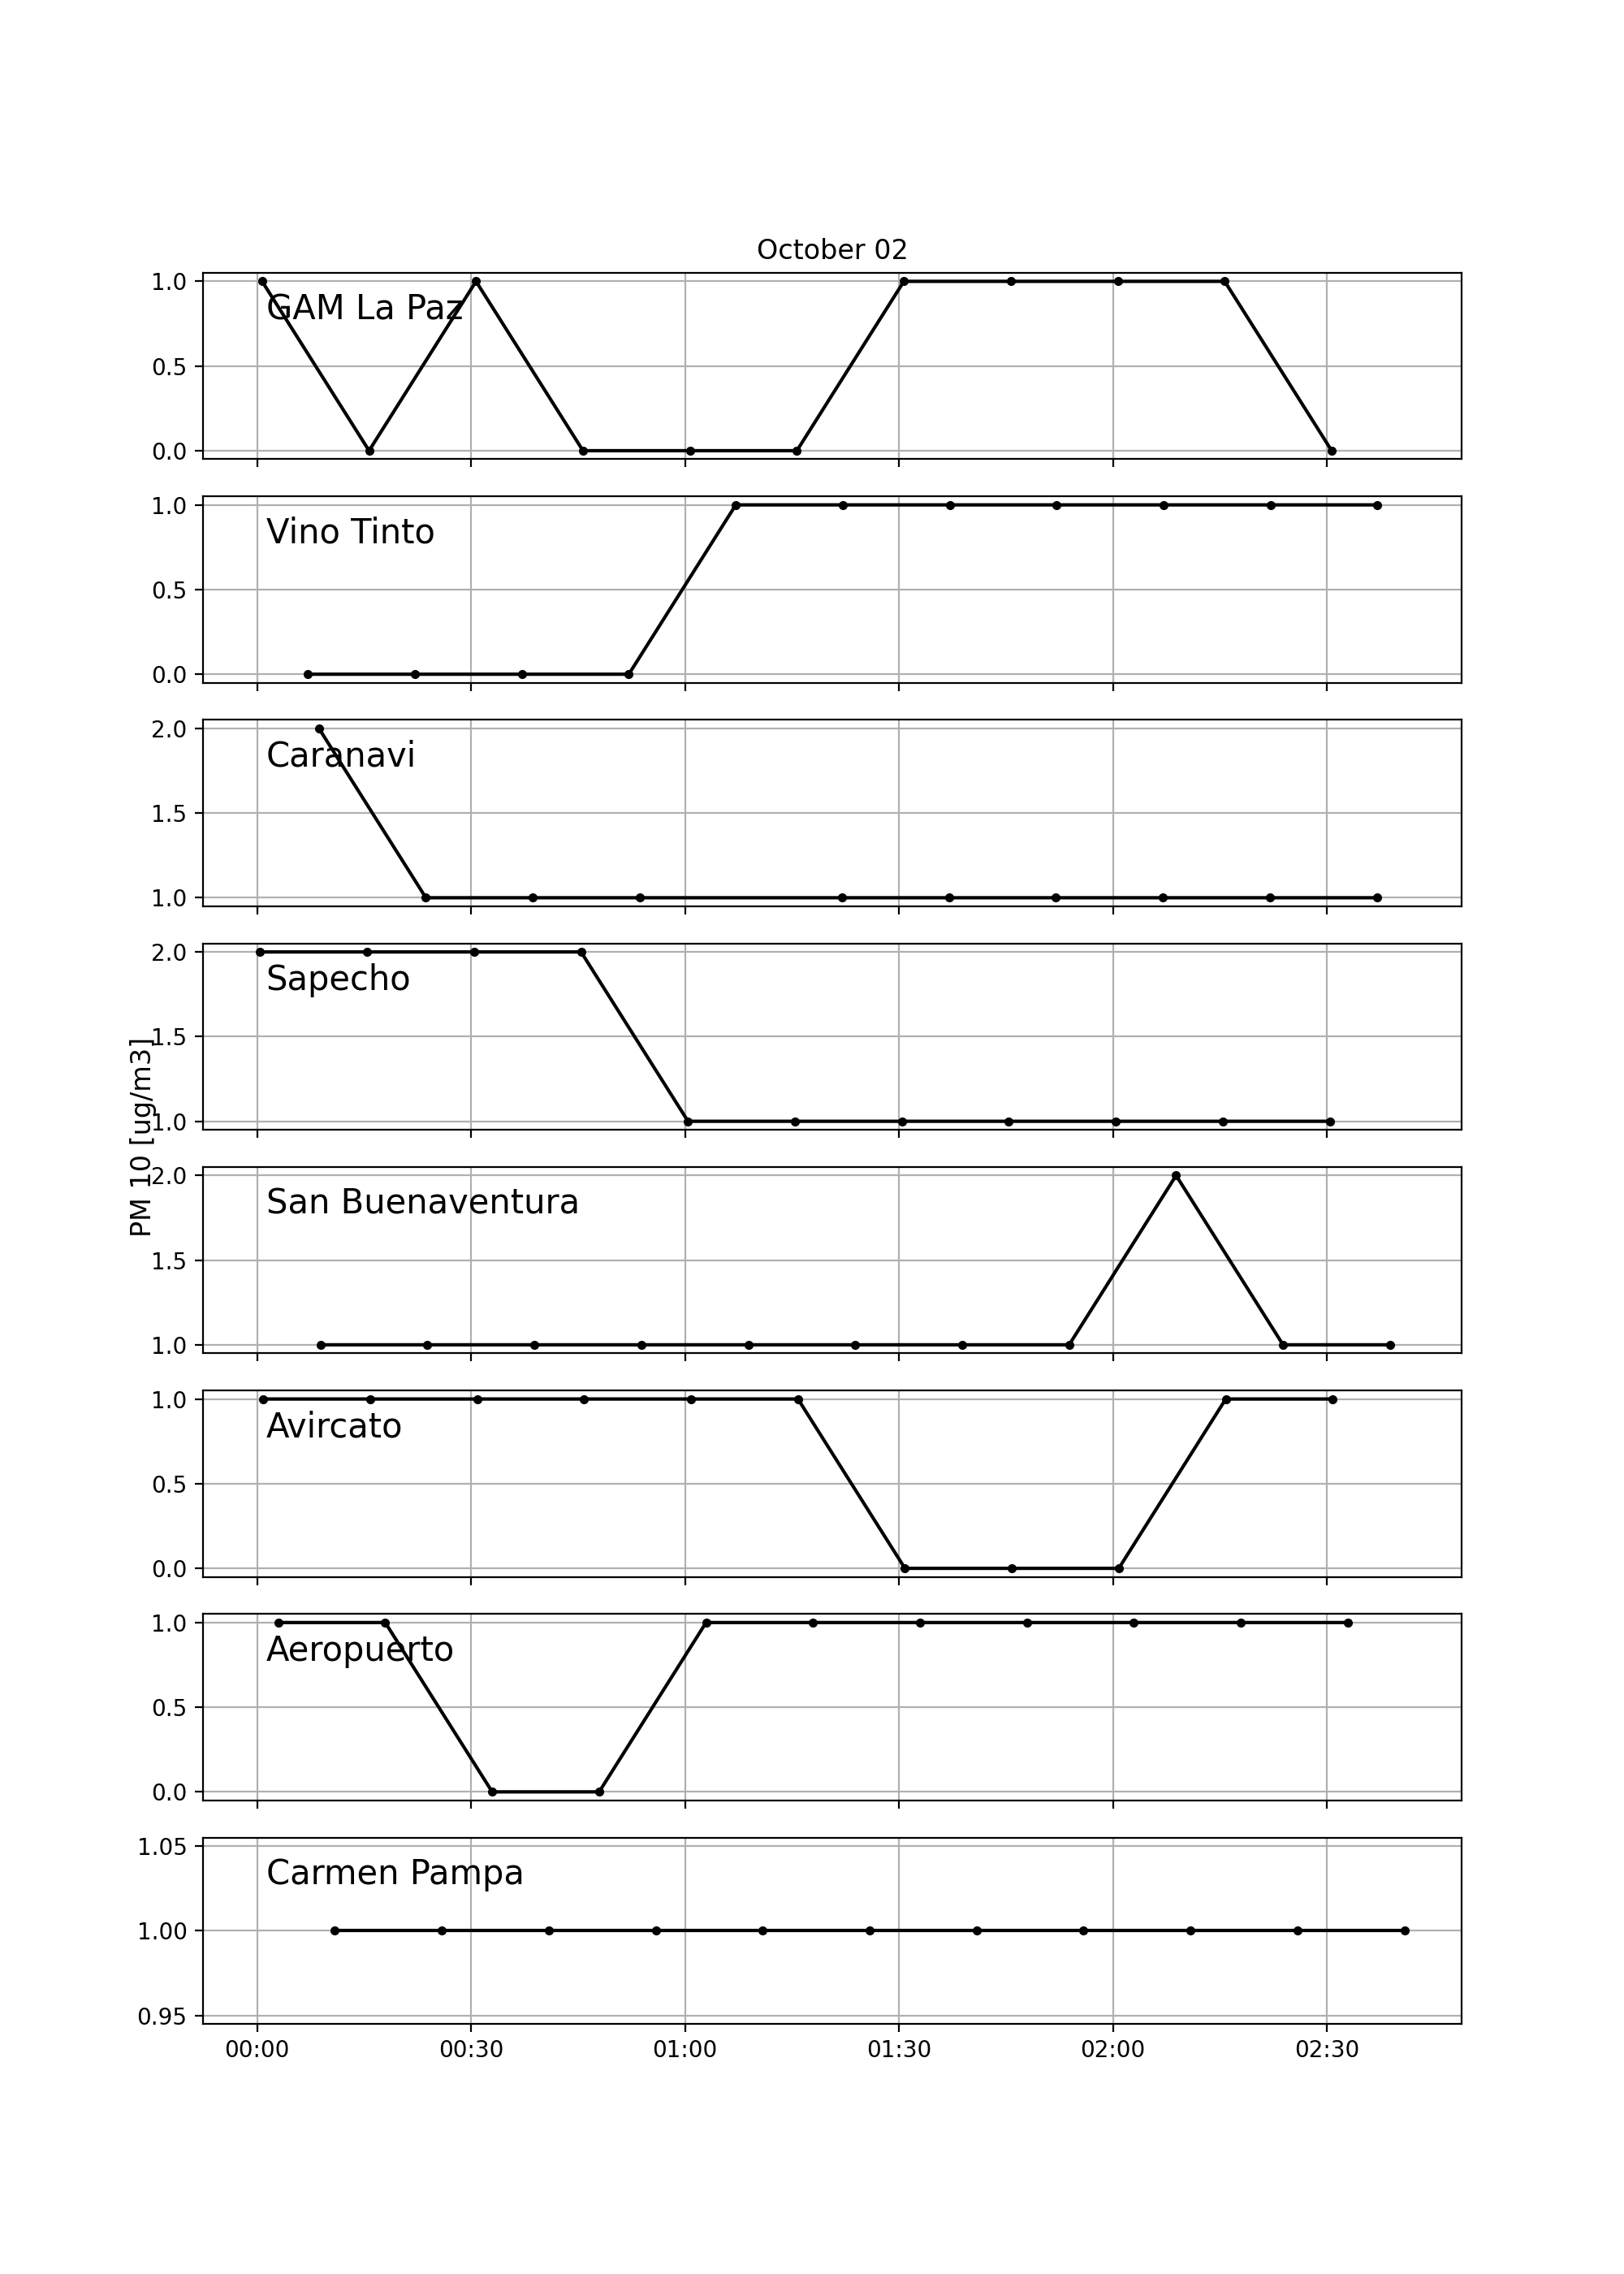 October 02
1.0
GAM La Paz
0.5
0.0
1.0
Vino Tinto
0.5
0.0
2.0
Caranavi
1.5
1.0
2.0
Sapecho
1.5
1.0
PM 10 [ug/m3]
2.0
San Buenaventura
1.5
1.0
1.0
Avircato
0.5
0.0
1.0
Aeropuerto
0.5
0.0
1.05
Carmen Pampa
1.00
0.95
00:00 00:30 01:00 01:30 02:00 02:30